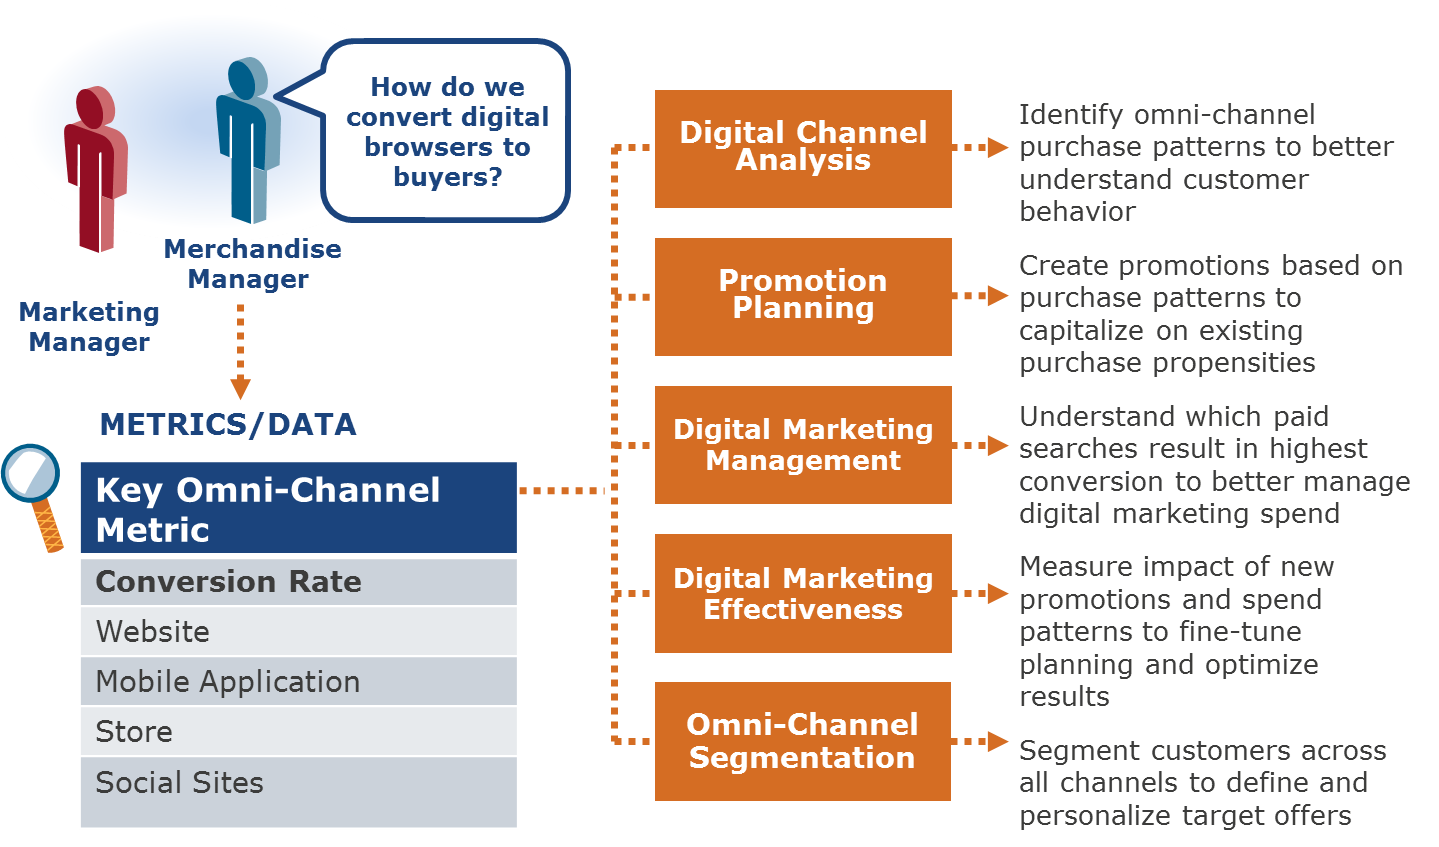 How do we
convert digital
browsers to
buyers?
Merchandise
Manager
Marketing
Manager
METRICS/DATA
Key Omni-Channel
Metric
Conversion Rate
Website
Mobile Application
Store
Social Sites
Digital Channel
Analysis
Identify omni-channel
purchase patterns to better
understand customer
behavior
Promotion
Planning
Create promotions based on
purchase patterns to
capitalize on existing
purchase propensities
Digital Marketing
Management
Understand which paid
searches result in highest
conversion to better manage
digital marketing spend
Digital Marketing
Effectiveness
Measure impact of new
promotions and spend
patterns to fine-tune
planning and optimize
results
Omni-Channel
Segmentation
Segment customers across
all channels to define and
personalize target offers